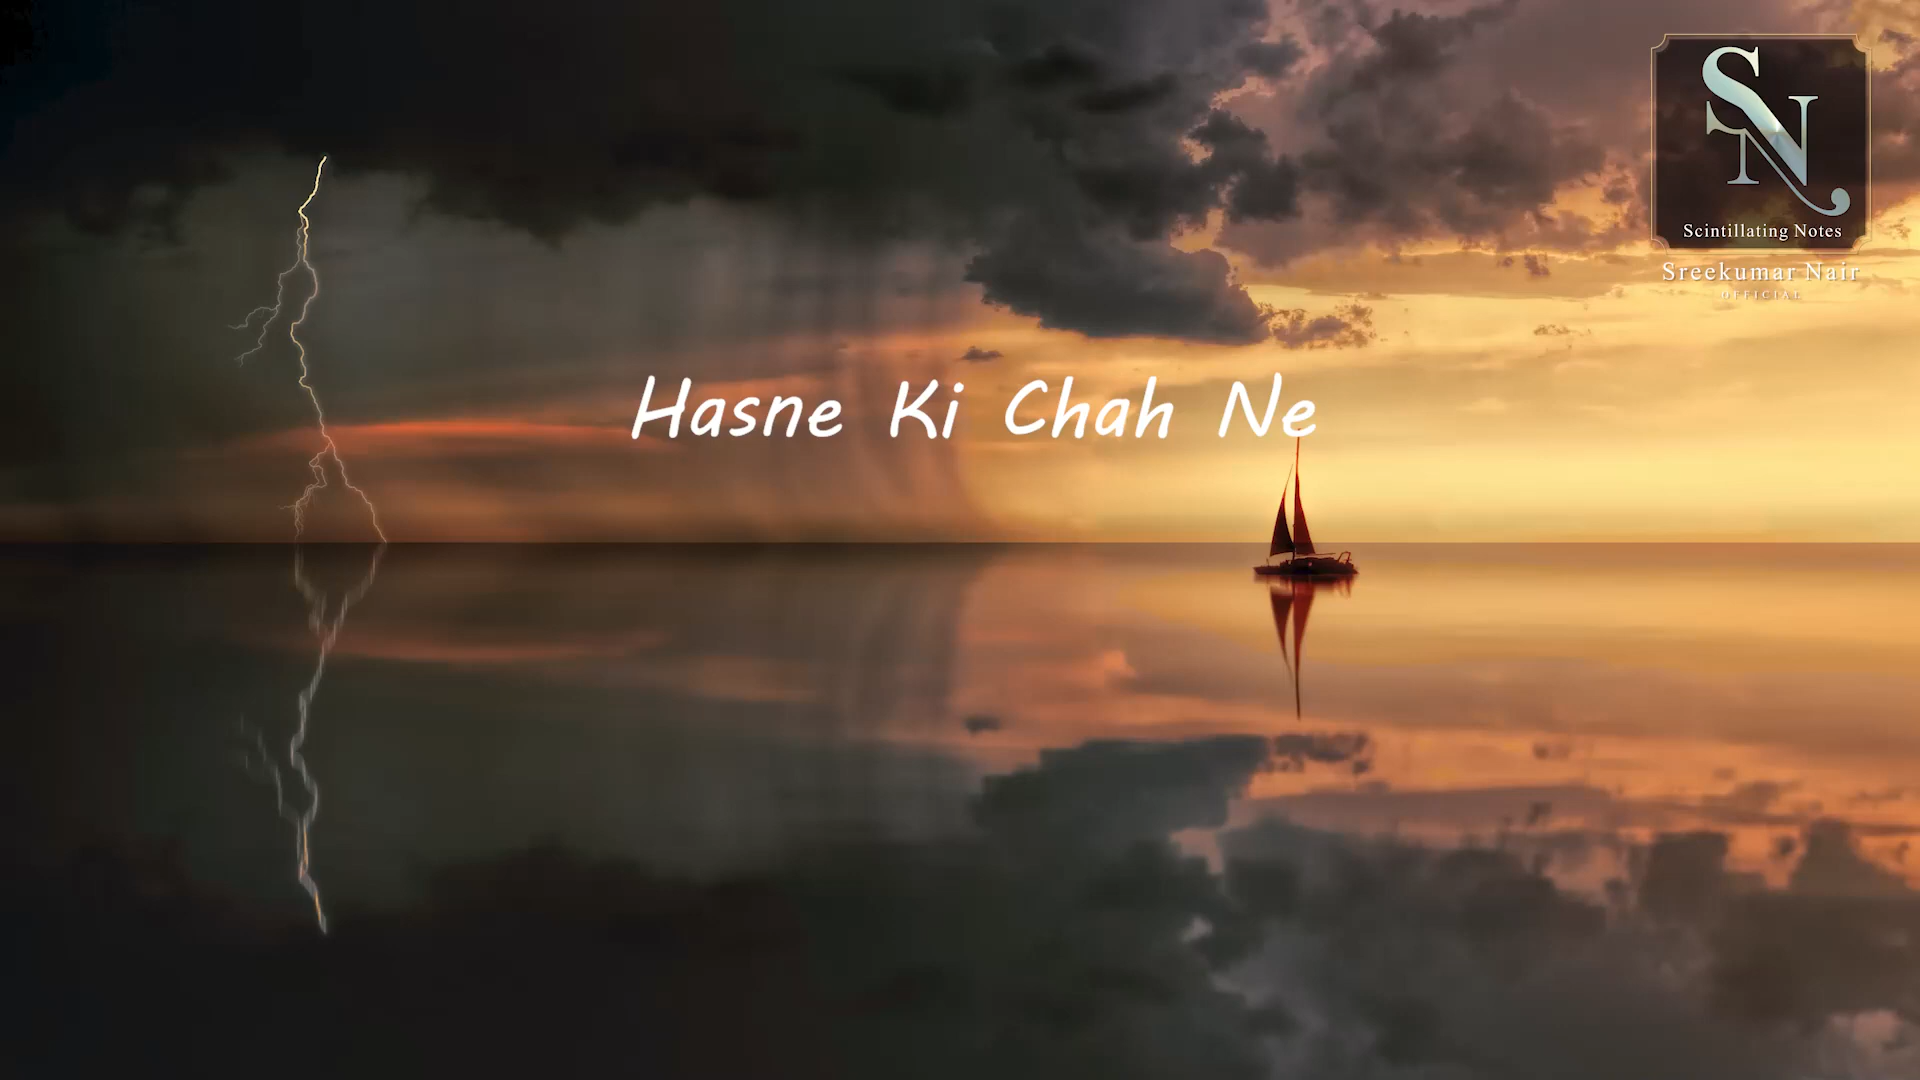 SN
Scintillating Notes
Sreekumar Nair
OFFICIAL
Hasne Ki Chah Ne